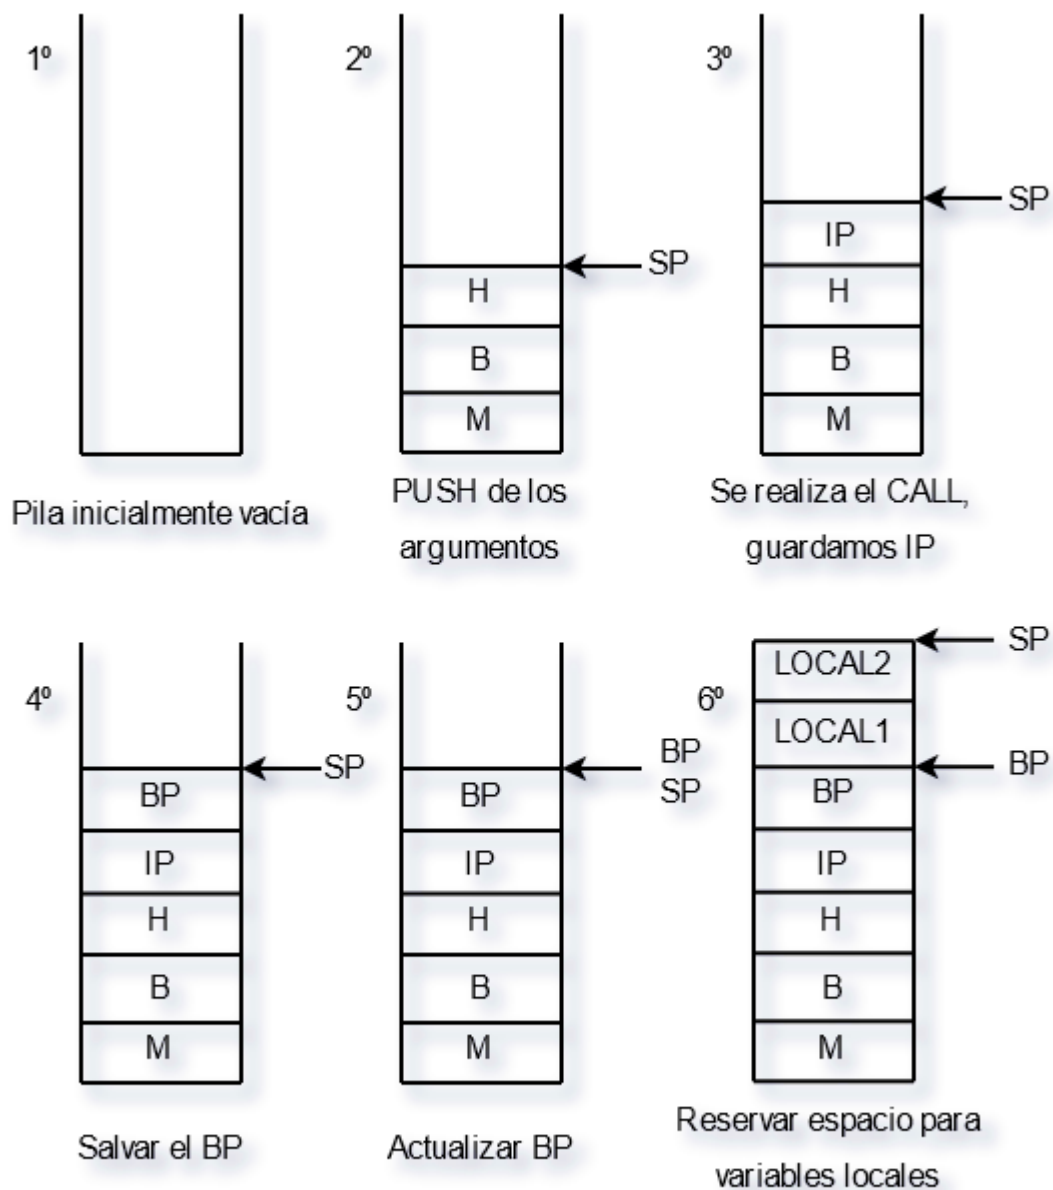 1º
Pila inicialmente vacía
2º
SP
H
B
M
PUSH de los
argumentos
3º
SP
IP
H
B
M
Se realiza el CALL,
guardamos IP
4º
SP
BP
IP
H
B
M
Salvar el BP
5º
BP
SP
BP
IP
H
B
M
Actualizar BP
6º
SP
LOCAL2
LOCAL1
BP
BP
IP
H
B
M
Reservar espacio para
variables locales